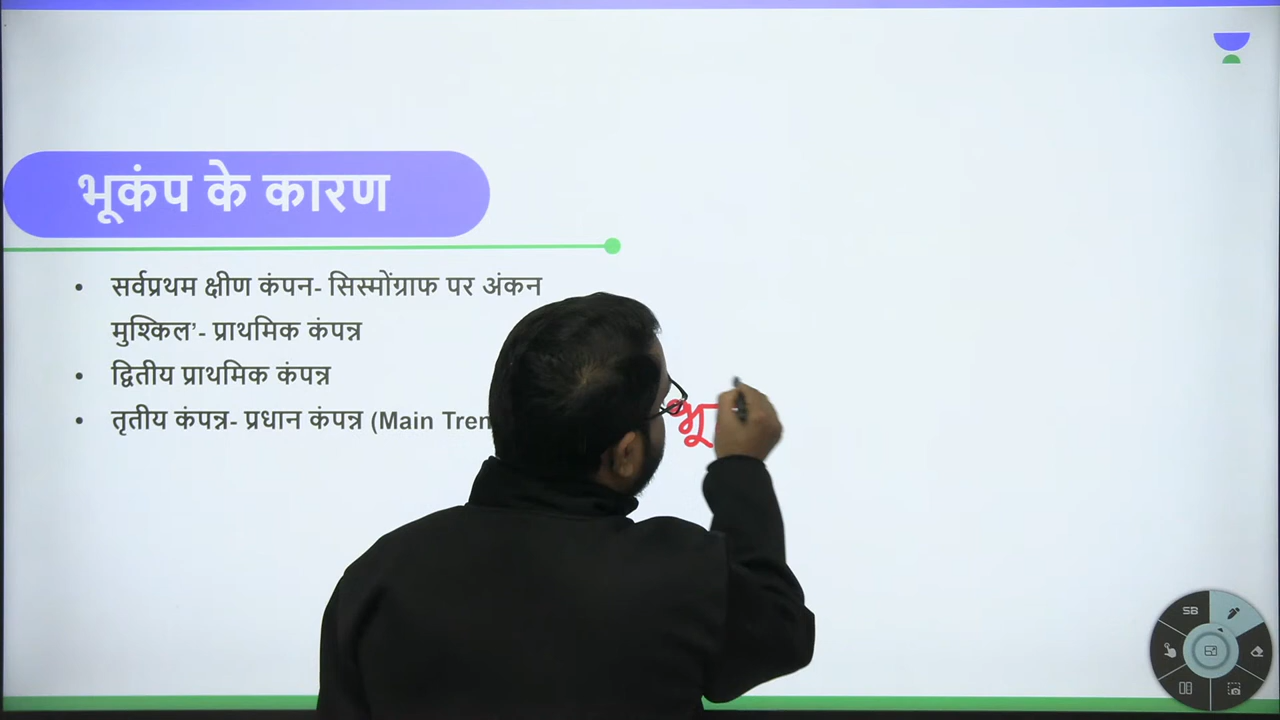 भूकंप के कारण
• सर्वप्रथम क्षीण कंपन- सिस्मोंग्राफ पर अंकन
मुश्किल’- प्राथमिक कंपन्न
• द्वितीय प्राथमिक कंपन्न
• तृतीय कंपन्न- प्रधान कंपन्न (Main Tren
भू
SB